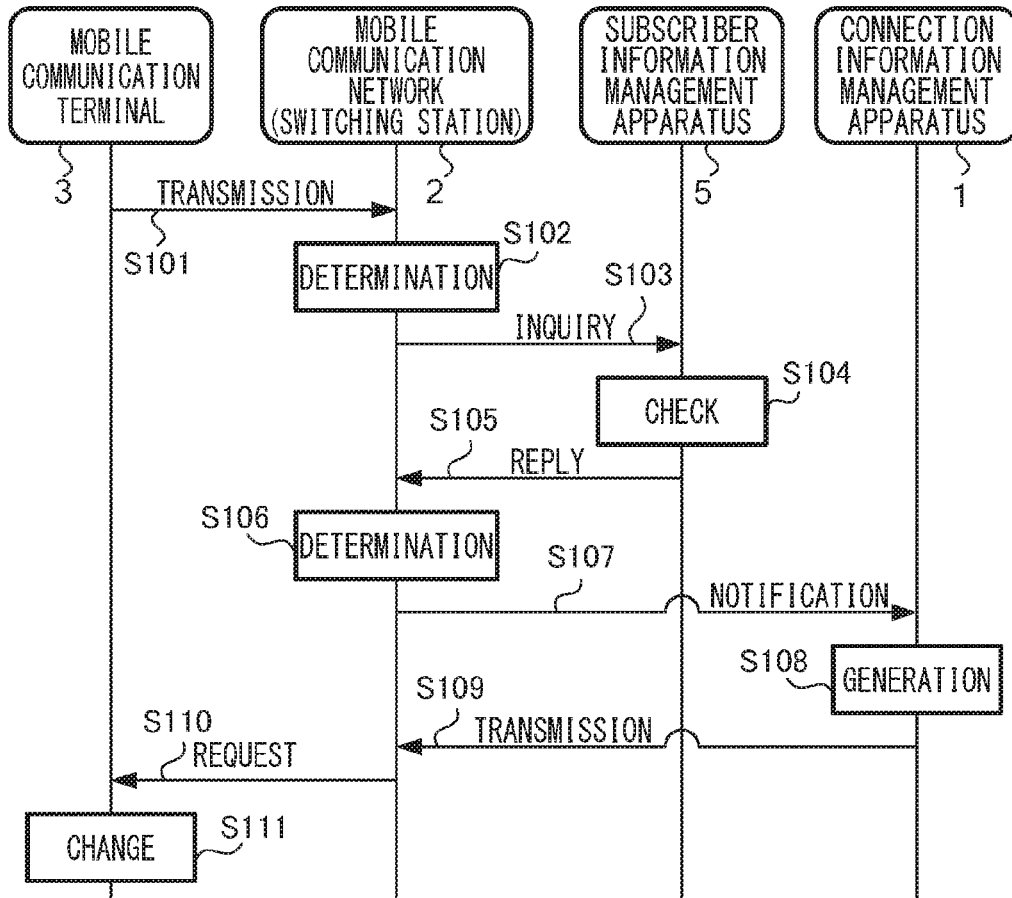 MOBILE
COMMUNICATION
TERMINAL
MOBILE
COMMUNICATION
NETWORK
(SWITCHING STATION)
SUBSCRIBER
INFORMATION
MANAGEMENT
APPARATUS
CONNECTION
INFORMATION
MANAGEMENT
APPARATUS
3
2
5
1
TRANSMISSION
S101
S102
DETERMINATION
S103
INQUIRY
S104
CHECK
S105
REPLY
S106
DETERMINATION
S107
NOTIFICATION
S108
GENERATION
S109
TRANSMISSION
S110
REQUEST
S111
CHANGE